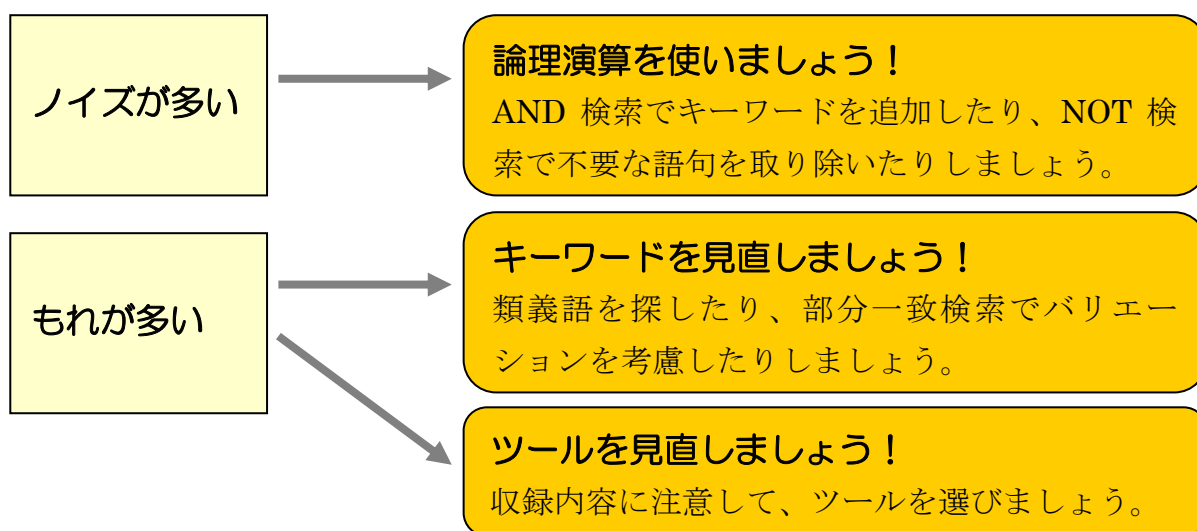 ノイズが多い
論理演算を使いましょう！
AND 検索でキーワードを追加したり、NOT 検
索で不要な語句を取り除いたりしましょう。
もれが多い
キーワードを見直しましょう！
類義語を探したり、部分一致検索でバリエー
ションを考慮したりしましょう。
ツールを見直しましょう！
収録内容に注意して、ツールを選びましょう。